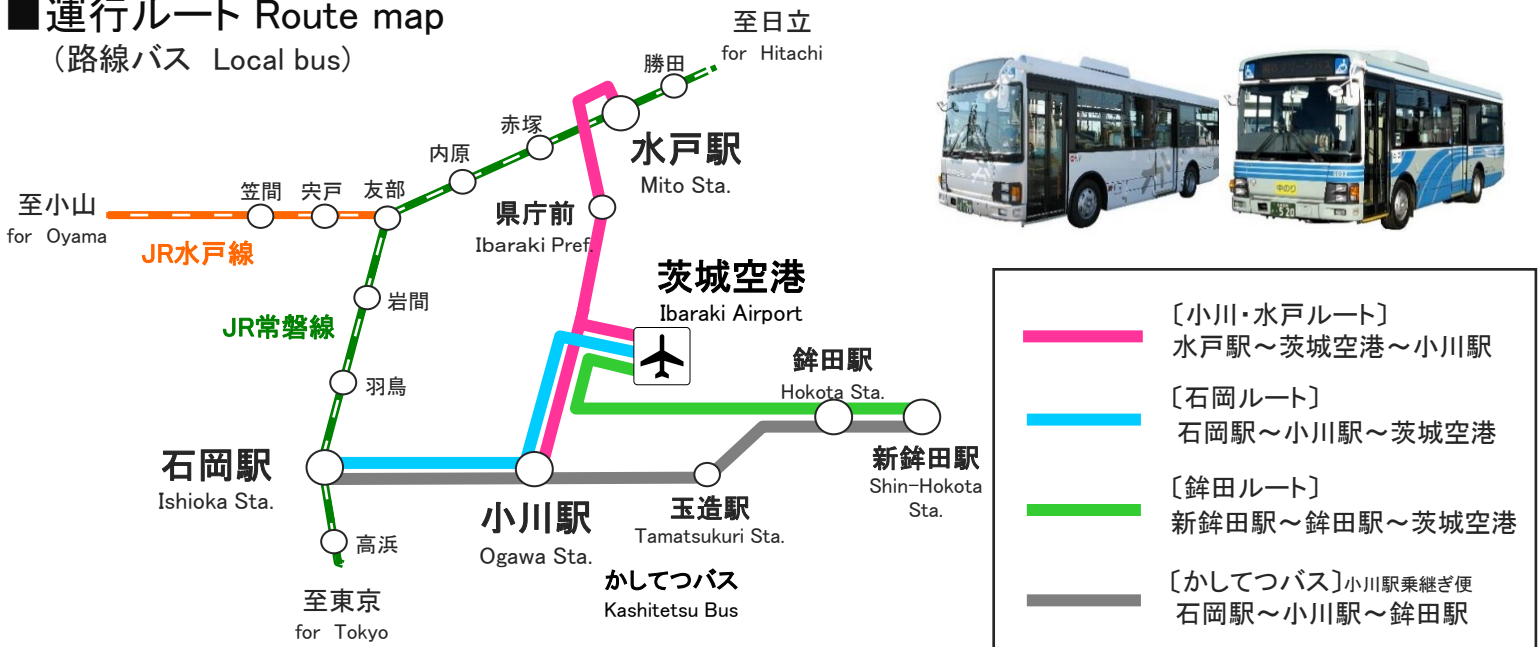 ■運行ルート Route map
（路線バス Local bus）
至日立
for Hitachi
勝田
水戸駅
Mito Sta.
赤塚
内原
友部
宍戸
笠間
至小山
for Oyama
JR水戸線
県庁前
Ibaraki Pref.
茨城空港
Ibaraki Airport
JR常磐線
岩間
羽鳥
鉾田駅
Hokota Sta.
新鉾田駅
Shin-Hokota
Sta.
石岡駅
Ishioka Sta.
小川駅
Ogawa Sta.
玉造駅
Tamatsukuri Sta.
高浜
かしてつバス
Kashitetsu Bus
至東京
for Tokyo
中のり
520
〔小川・水戸ルート〕
水戸駅～茨城空港～小川駅
〔石岡ルート〕
石岡駅～小川駅～茨城空港
〔鉾田ルート〕
新鉾田駅～鉾田駅～茨城空港
〔かしてつバス〕小川駅乗継ぎ便
石岡駅～小川駅～鉾田駅